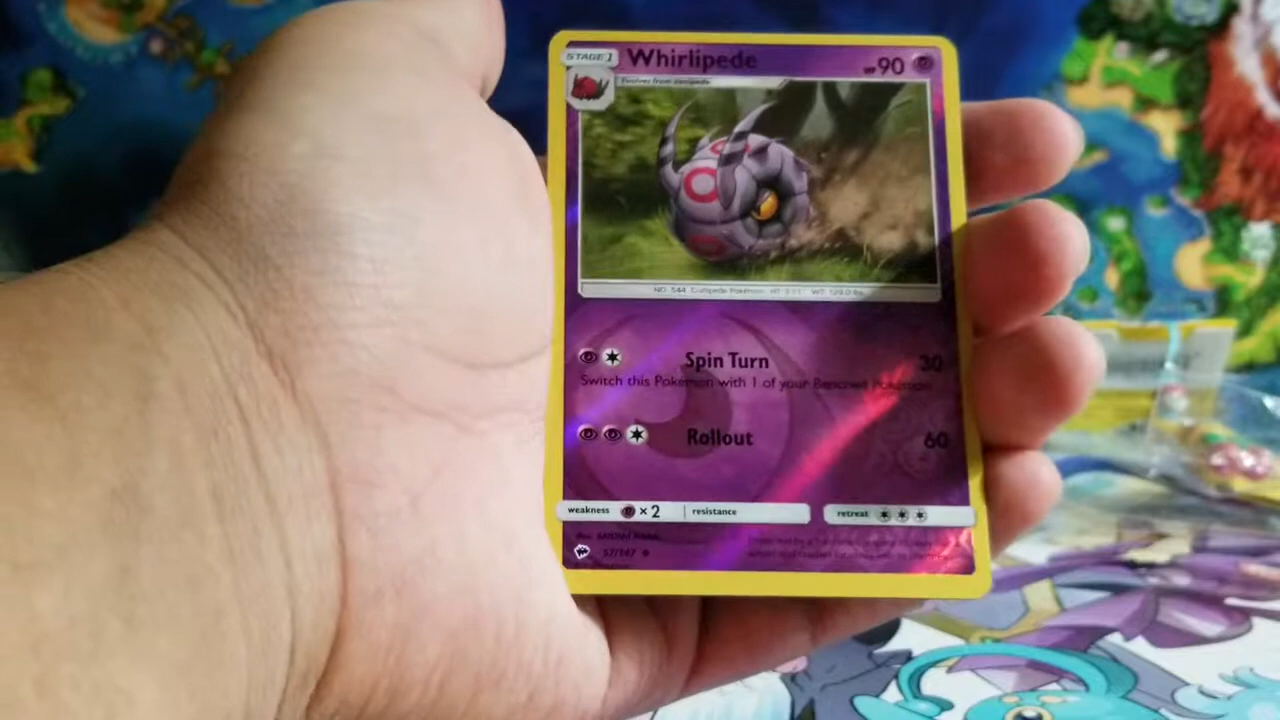 STAGE 1
Whirlipede
HP90
Evolves from Venipede
NO. 544 Curlipede Pokémon HT: 3'11" WT: 129.0 lbs.
Spin Turn 30
Switch this Pokémon with 1 of your Benched Pokémon.
Rollout 60
weakness ×2 resistance retreat
57/147